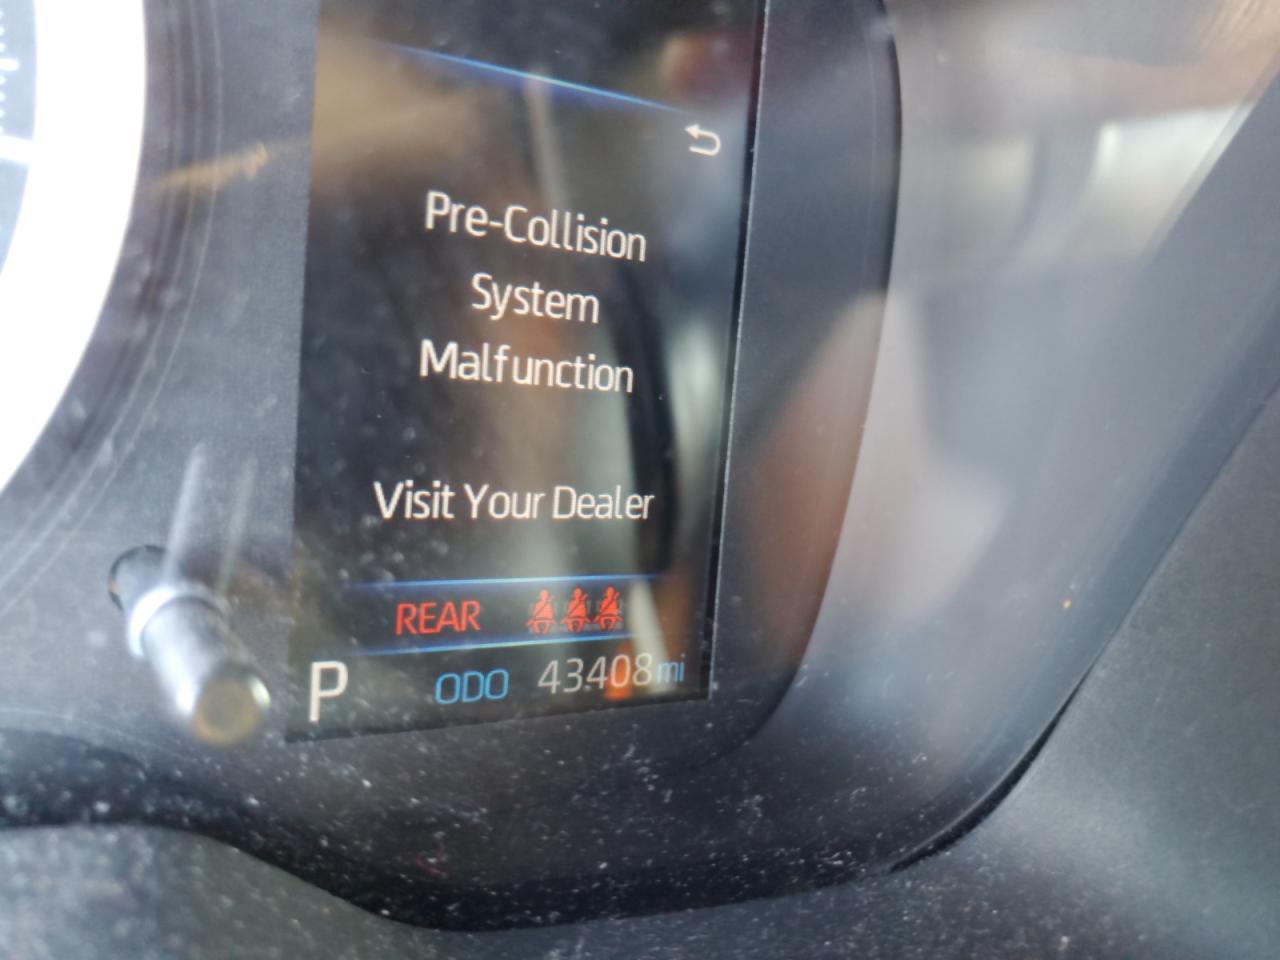 Pre-Collision
System
Malfunction
Visit Your Dealer
REAR
P ODO 43408 mi